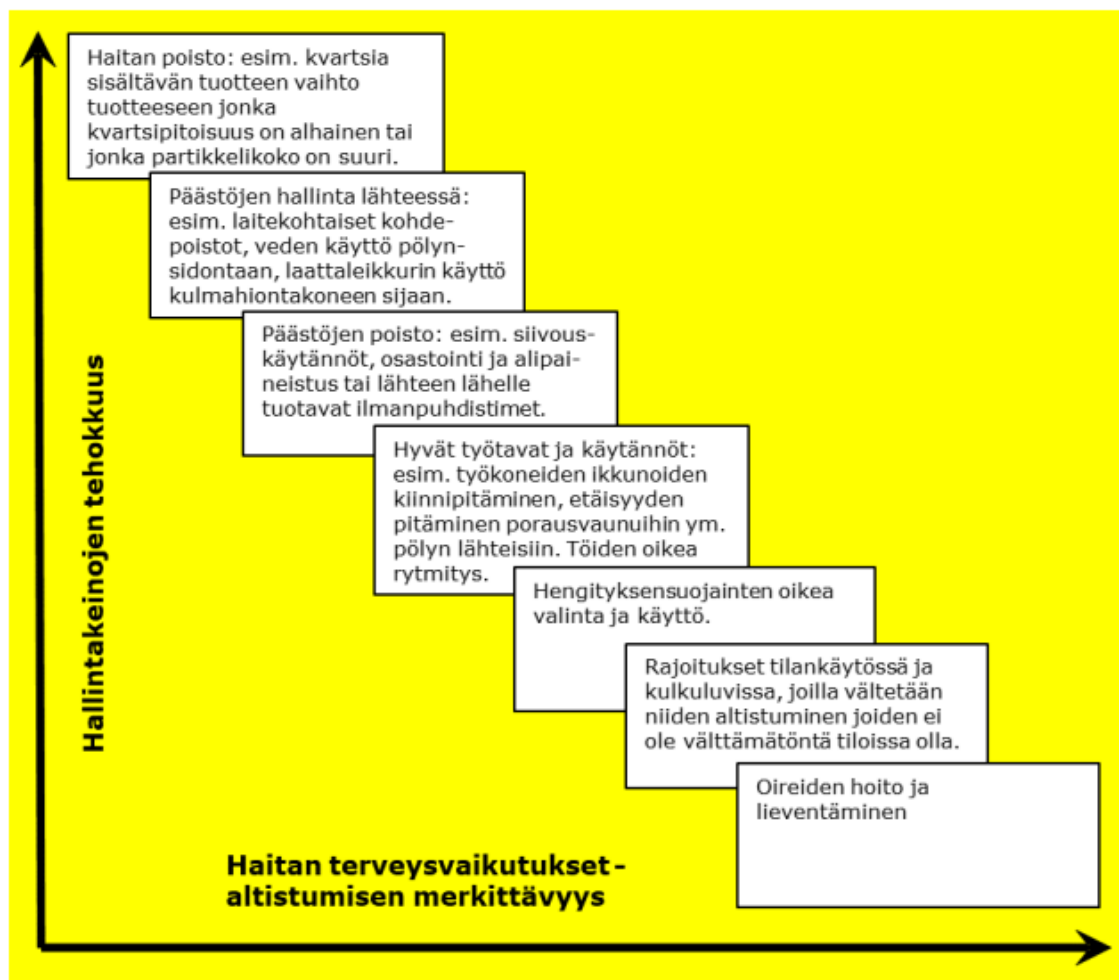 Haitan poisto: esim. kvartsia
sisältävän tuotteen vaihto
tuotteeseen jonka
kvartsipitoisuus on alhainen tai
jonka partikkelikoko on suuri.
Päästöjen hallinta lähteessä:
esim. laitekohtaiset kohde-
poistot, veden käyttö pölyn-
sidontaan, laattaleikkurin käyttö
kulmahiontakoneen sijaan.
Päästöjen poisto: esim. siivous-
käytännöt, osastointi ja alipai-
neistus tai lähteen lähelle
tuotavat ilmanpuhdistimet.
Hyvät työtavat ja käytännöt:
esim. työkoneiden ikkunoiden
kiinnipitäminen, etäisyyden
pitäminen porausvaunuihin ym.
pölyn lähteisiin. Töiden oikea
rytmitys.
Hengityksensuojainten oikea
valinta ja käyttö.
Rajoitukset tilankäytössä ja
kulkuluvissa, joilla vältetään
niiden altistuminen joiden ei
ole välttämätöntä tiloissa olla.
Oireiden hoito ja
lieventäminen
Hallintakeinojen tehokkuus
Haitan terveysvaikutukset -
altistumisen merkittävyys